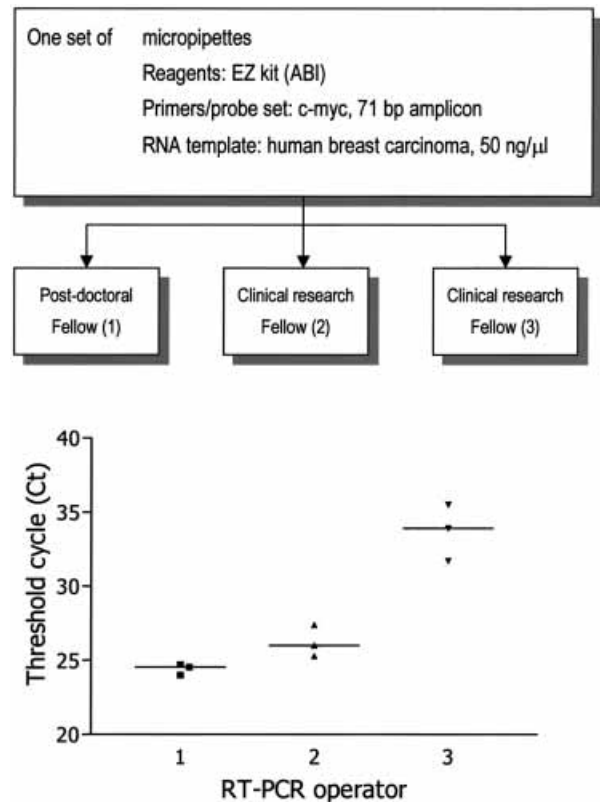 One set of micropipettes
Reagents: EZ kit (ABI)
Primers/probe set: c-myc, 71 bp amplicon
RNA template: human breast carcinoma, 50 ng/µl
Post-doctoral
Fellow (1)
Clinical research
Fellow (2)
Clinical research
Fellow (3)
Threshold cycle (Ct)
40
35
30
25
20
1 2 3
RT-PCR operator